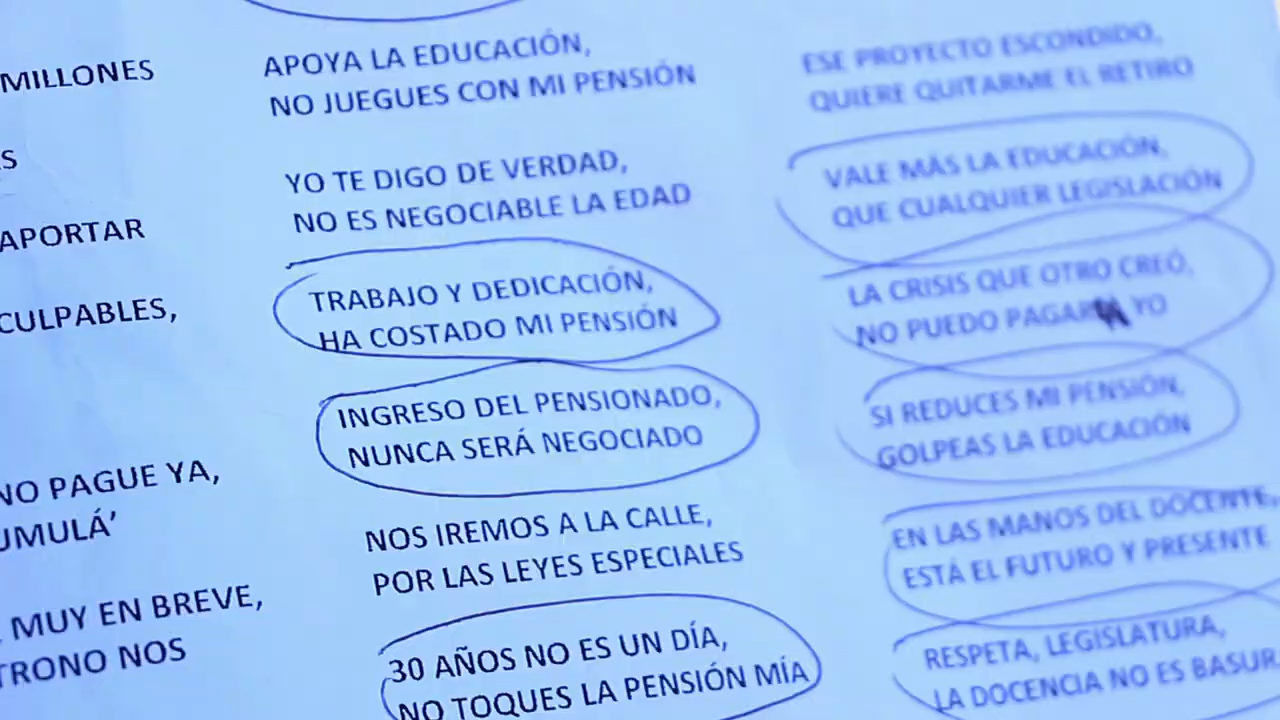 MILLONES
S
APORTAR
CULPABLES,
NO PAGUE YA,
UMULÁ’
MUY EN BREVE,
TRONO NOS
APOYA LA EDUCACIÓN,
NO JUEGUES CON MI PENSIÓN
YO TE DIGO DE VERDAD,
NO ES NEGOCIABLE LA EDAD
TRABAJO Y DEDICACIÓN,
HA COSTADO MI PENSIÓN
INGRESO DEL PENSIONADO,
NUNCA SERÁ NEGOCIADO
NOS IREMOS A LA CALLE,
POR LAS LEYES ESPECIALES
30 AÑOS NO ES UN DÍA,
NO TOQUES LA PENSIÓN MÍA
ESE PROYECTO ESCONDIDO,
QUIERE QUITARME EL RETIRO
VALE MÁS LA EDUCACIÓN,
QUE CUALQUIER LEGISLACIÓN
LA CRISIS QUE OTRO CREÓ,
NO PUEDO PAGARLA YO
SI REDUCES MI PENSIÓN,
GOLPEAS LA EDUCACIÓN
EN LAS MANOS DEL DOCENTE,
ESTÁ EL FUTURO Y PRESENTE
RESPETA, LEGISLATURA,
LA DOCENCIA NO ES BASUR